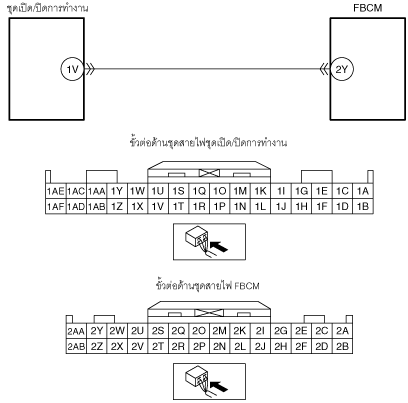 ชุดเปิด/ปิดการทำงาน FBCM
1V 2Y
ขั้วต่อด้านชุดสายไฟชุดเปิด/ปิดการทำงาน
1AE 1AC 1AA 1Y 1W 1U 1S 1Q 1O 1M 1K 1I 1G 1E 1C 1A
1AF 1AD 1AB 1Z 1X 1V 1T 1R 1P 1N 1L 1J 1H 1F 1D 1B
ขั้วต่อด้านชุดสายไฟ FBCM
2AA 2Y 2W 2U 2S 2Q 2O 2M 2K 2I 2G 2E 2C 2A
2AB 2Z 2X 2V 2T 2R 2P 2N 2L 2J 2H 2F 2D 2B